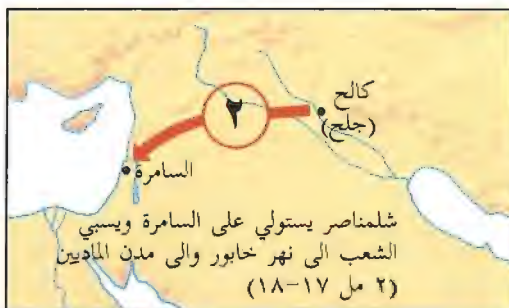 كالح
(جلح)
٢
السامرة
شلمناصر يستولي على السامرة ويسبي
الشعب الى نهر خابور والى مدن الماديين
(٢ مل ١٧-١٨)